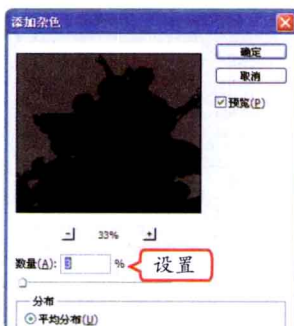 添加杂色
确定
取消
预览(P)
- 33% +
数量(A): 3 %
设置
分布
平均分布(U)